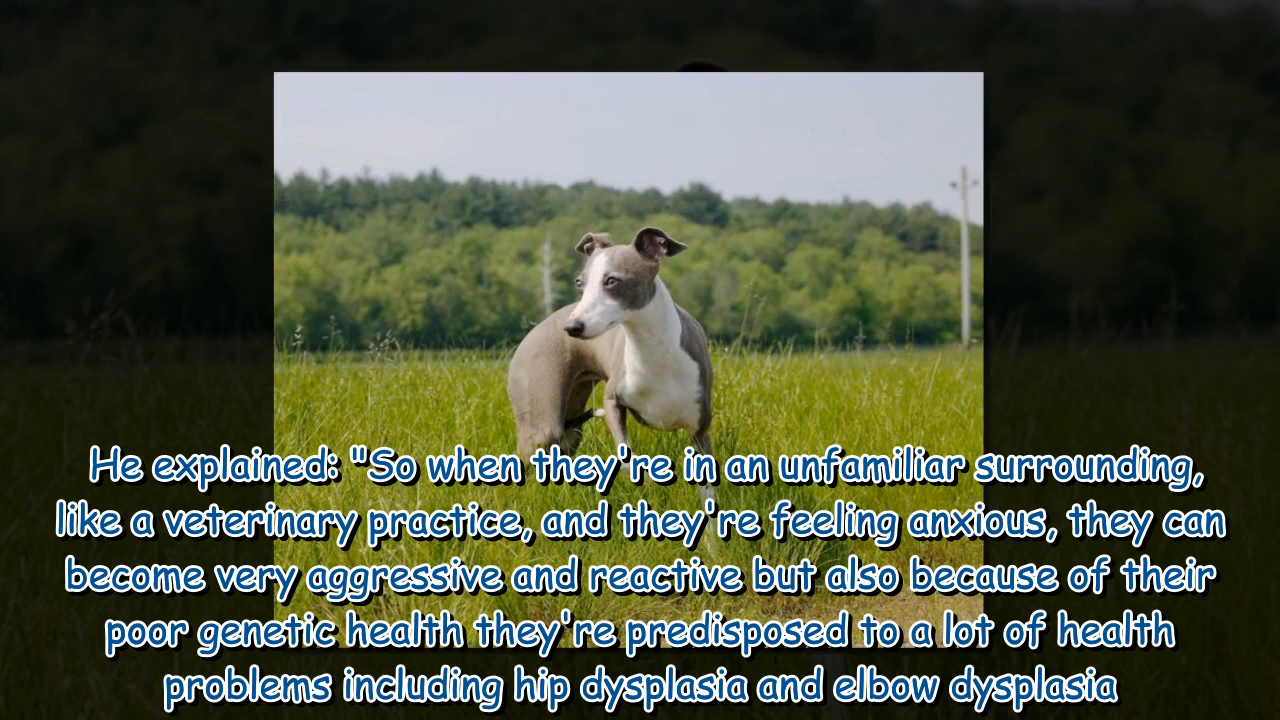 He explained: "So when they're in an unfamiliar surrounding,
like a veterinary practice, and they're feeling anxious, they can
become very aggressive and reactive but also because of their
poor genetic health they're predisposed to a lot of health
problems including hip dysplasia and elbow dysplasia